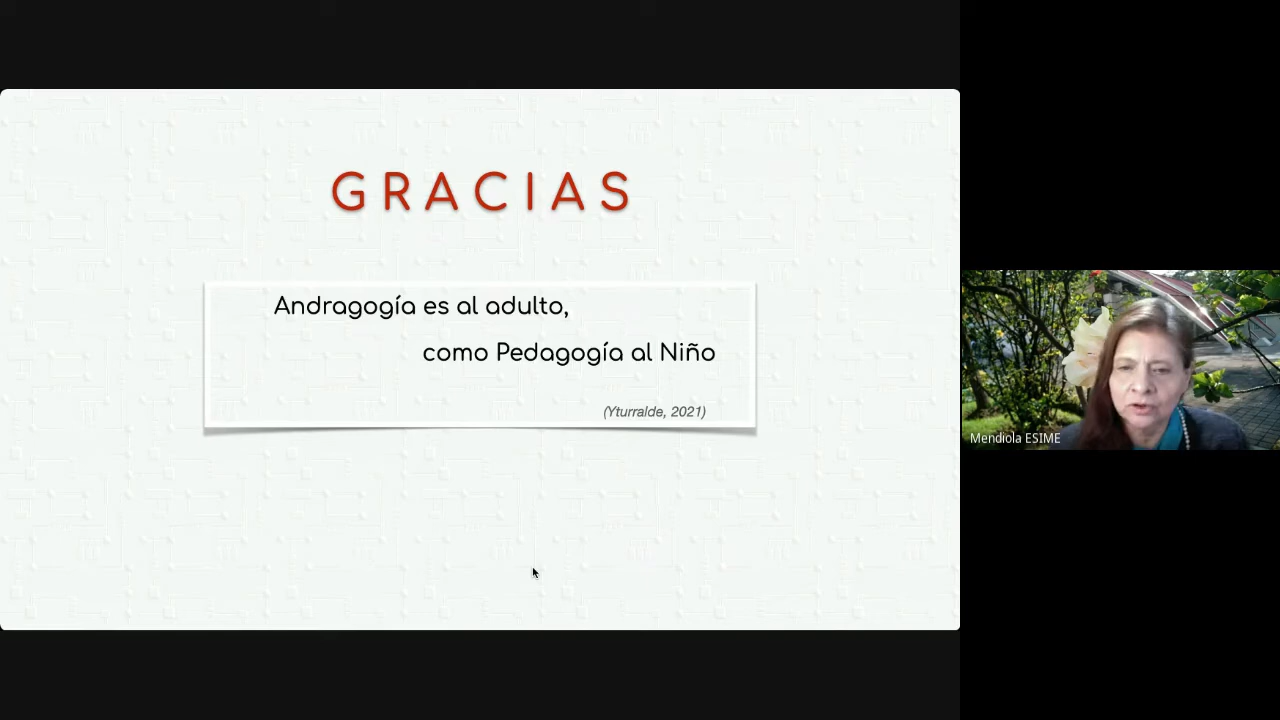 GRACIAS
Andragogía es al adulto,
como Pedagogía al Niño
(Yturralde, 2021)
Mendiola ESIME